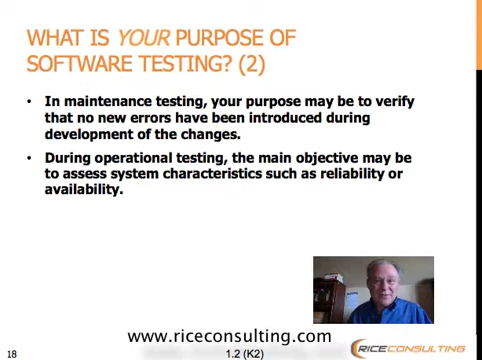 WHAT IS YOUR PURPOSE OF
SOFTWARE TESTING? (2)
• In maintenance testing, your purpose may be to verify
that no new errors have been introduced during
development of the changes.
• During operational testing, the main objective may be
to assess system characteristics such as reliability or
availability.
www.riceconsulting.com
18
1.2 (K2)
RICECONSULTING